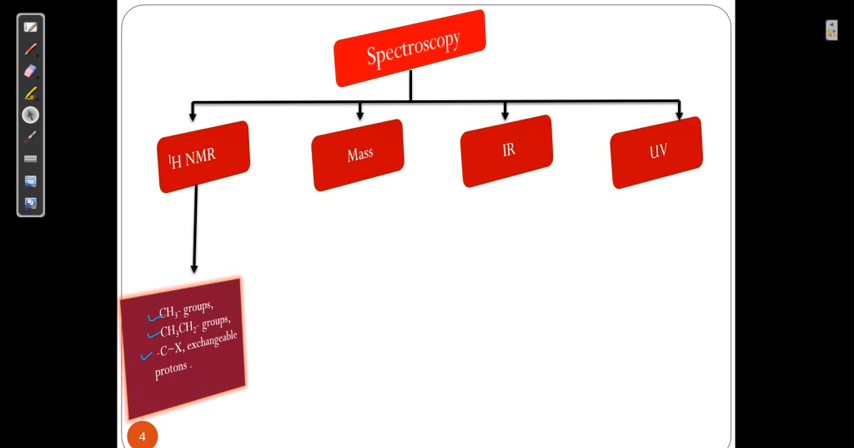 Spectroscopy
¹H NMR
Mass
IR
UV
CH₃- groups,
CH₃CH₂- groups,
-C–X, exchangeable
protons .
4